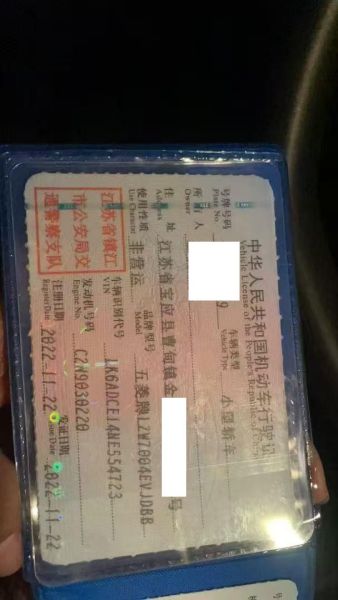 中华人民共和国机动车行驶证
Vehicle License of the People's Republic of China
号牌号码
Plate No.
9
车辆类型
Vehicle Type
小型轿车
所有人
Owner
住 址
Address
江苏省宝应县曹甸镇金
号
使用性质
Use Character
非营运
品牌型号
Model
五菱牌LZW7004EVJDBB
江苏省镇江
市公安局交
通警察支队
车辆识别代号
VIN
LK6ADCE14NE554723
发动机号码
Engine No.
CZN9030220
注册日期
Register Date
2022-11-22
发证日期
Issue Date
2022-11-22
号